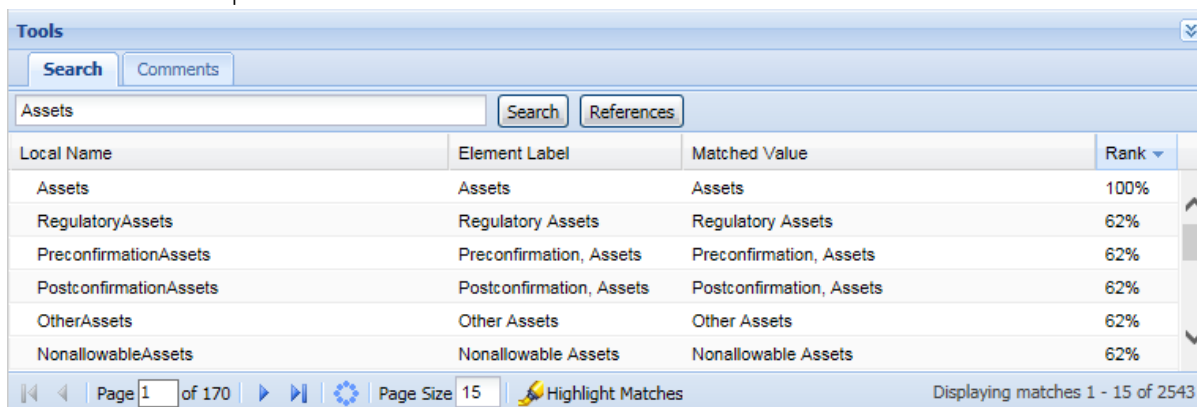 Tools
Search Comments
Assets Search References
Local Name Element Label Matched Value Rank
Assets Assets Assets 100%
RegulatoryAssets Regulatory Assets Regulatory Assets 62%
PreconfirmationAssets Preconfirmation, Assets Preconfirmation, Assets 62%
PostconfirmationAssets Postconfirmation, Assets Postconfirmation, Assets 62%
OtherAssets Other Assets Other Assets 62%
NonallowableAssets Nonallowable Assets Nonallowable Assets 62%
Page 1 of 170 Page Size 15 Highlight Matches Displaying matches 1 - 15 of 2543